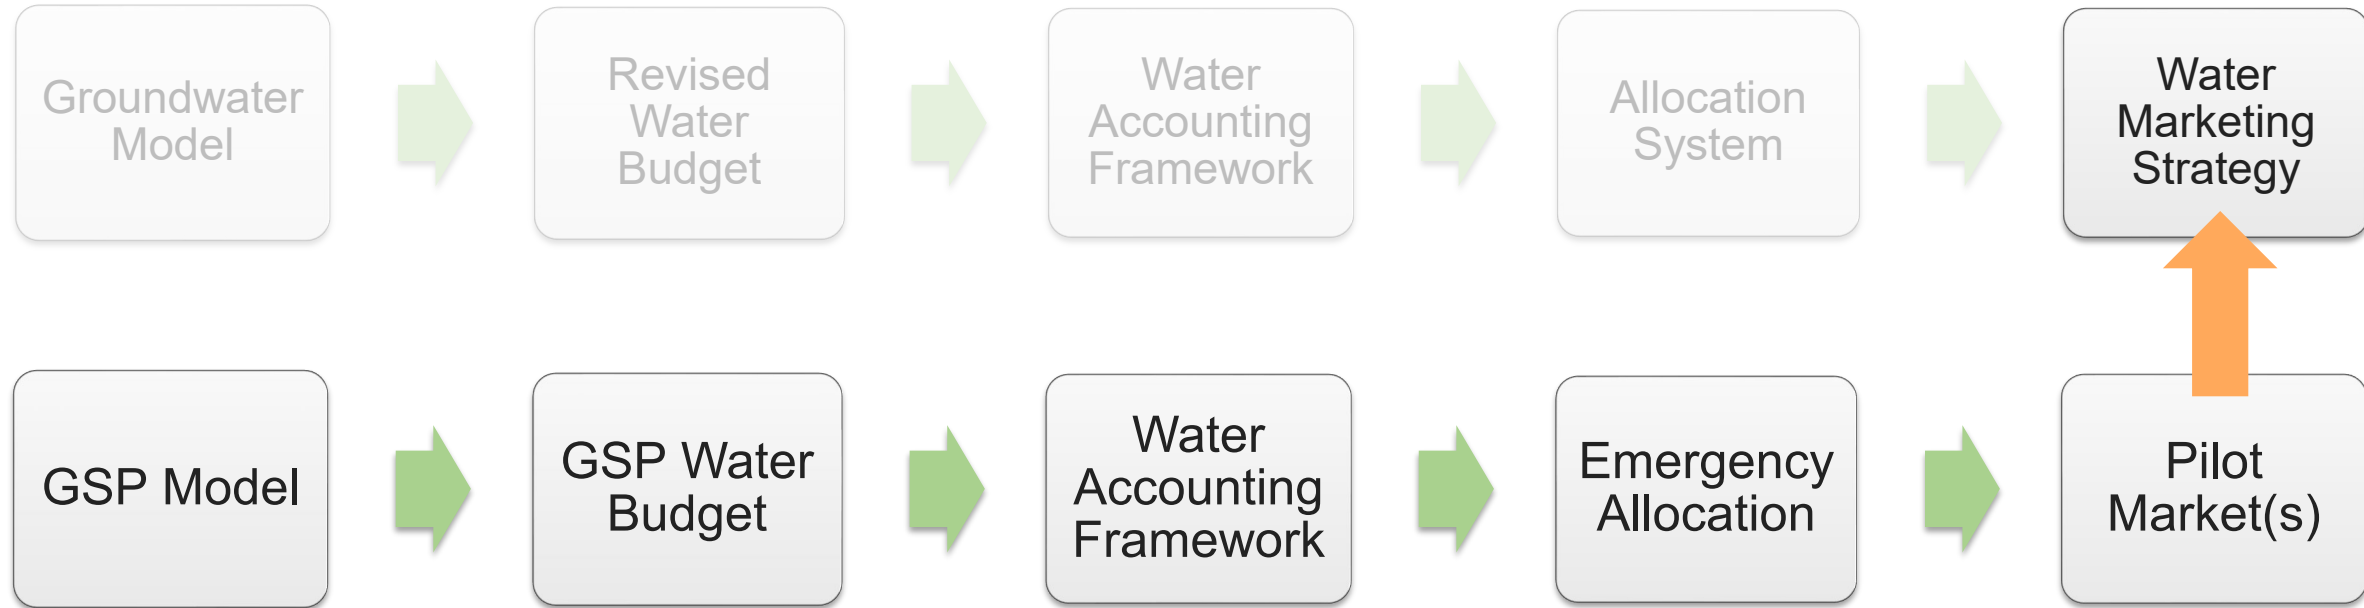 Groundwater
Model
Revised
Water
Budget
Water
Accounting
Framework
Allocation
System
Water
Marketing
Strategy
GSP Model
GSP Water
Budget
Water
Accounting
Framework
Emergency
Allocation
Pilot
Market(s)